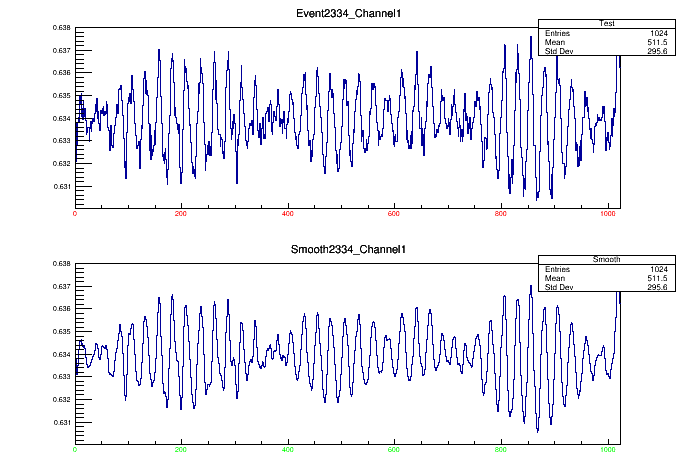 Event2334_Channel1
Test
Entries 1024
Mean 511.5
Std Dev 295.6
0.638
0.637
0.636
0.635
0.634
0.633
0.632
0.631
0 200 400 600 800 1000
Smooth2334_Channel1
Smooth
Entries 1024
Mean 511.5
Std Dev 295.6
0.638
0.637
0.636
0.635
0.634
0.633
0.632
0.631
0 200 400 600 800 1000